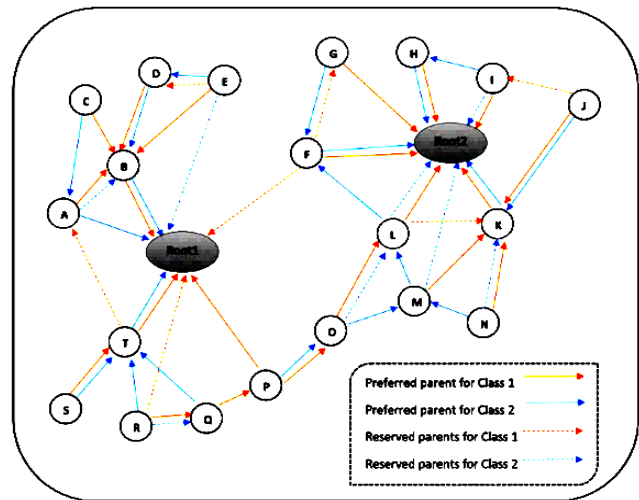 G
H
D
E
I
C
J
Root2
B
F
A
L
K
Root1
M
N
T
O
P
S
R
Q
Preferred parent for Class 1
Preferred parent for Class 2
Reserved parents for Class 1
Reserved parents for Class 2